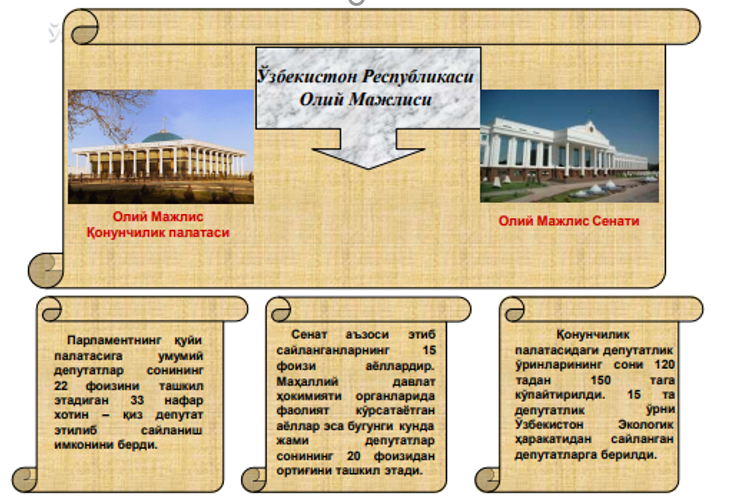 Ўзбекистон Республикаси
Олий Мажлиси
Олий Мажлис
Қонунчилик палатаси
Олий Мажлис Сенати
Парламентнинг қуйи
палатасига умумий
депутатлар сонининг
22 фоизини ташкил
этадиган 33 нафар
хотин – қиз депутат
этилиб сайланиш
имконини берди.
Сенат аъзоси этиб
сайланганларнинг 15
фоизи аёллардир.
Маҳаллий давлат
ҳокимияти органларида
фаолият кўрсатаётган
аёллар эса бугунги кунда
жами депутатлар
сонининг 20 фоизидан
ортиғини ташкил этади.
Қонунчилик
палатасидаги депутатлик
ўринларининг сони 120
тадан 150 тага
кўпайтирилди. 15 та
депутатлик ўрни
Ўзбекистон Экологик
ҳаракатидан сайланган
депутатларга берилди.